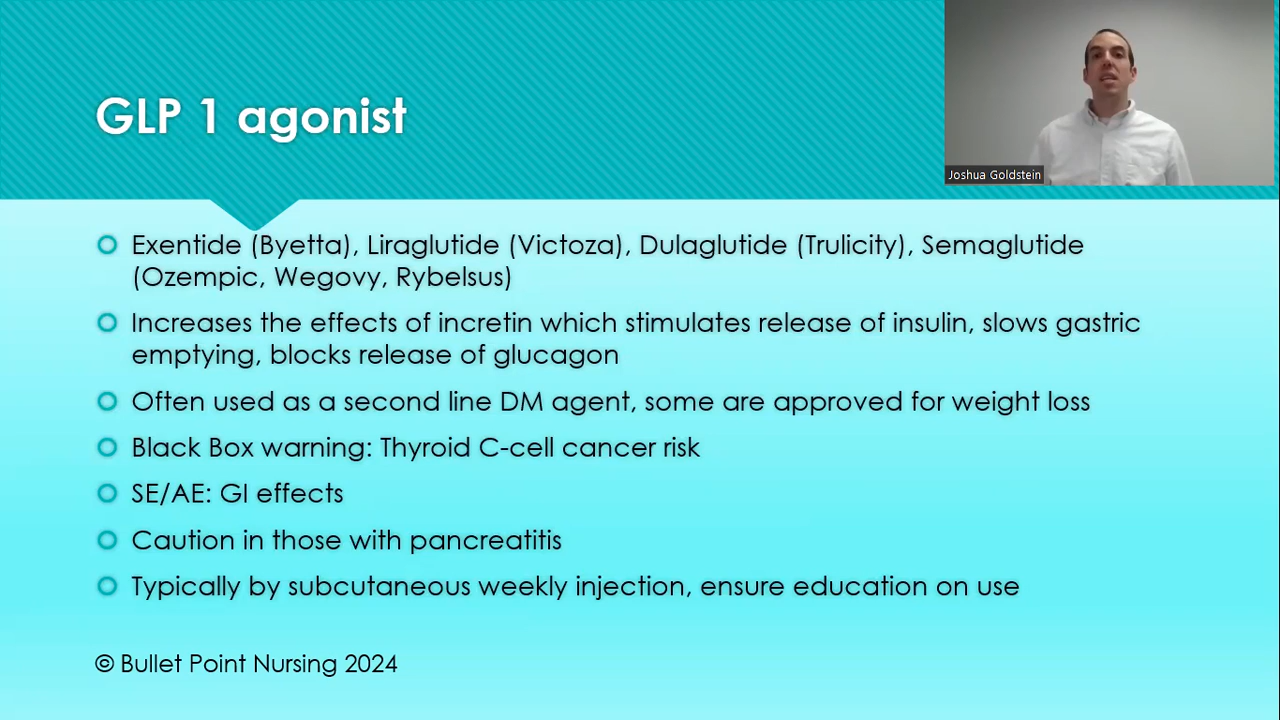 GLP 1 agonist
Joshua Goldstein
Exentide (Byetta), Liraglutide (Victoza), Dulaglutide (Trulicity), Semaglutide
(Ozempic, Wegovy, Rybelsus)
Increases the effects of incretin which stimulates release of insulin, slows gastric
emptying, blocks release of glucagon
Often used as a second line DM agent, some are approved for weight loss
Black Box warning: Thyroid C-cell cancer risk
SE/AE: GI effects
Caution in those with pancreatitis
Typically by subcutaneous weekly injection, ensure education on use
© Bullet Point Nursing 2024